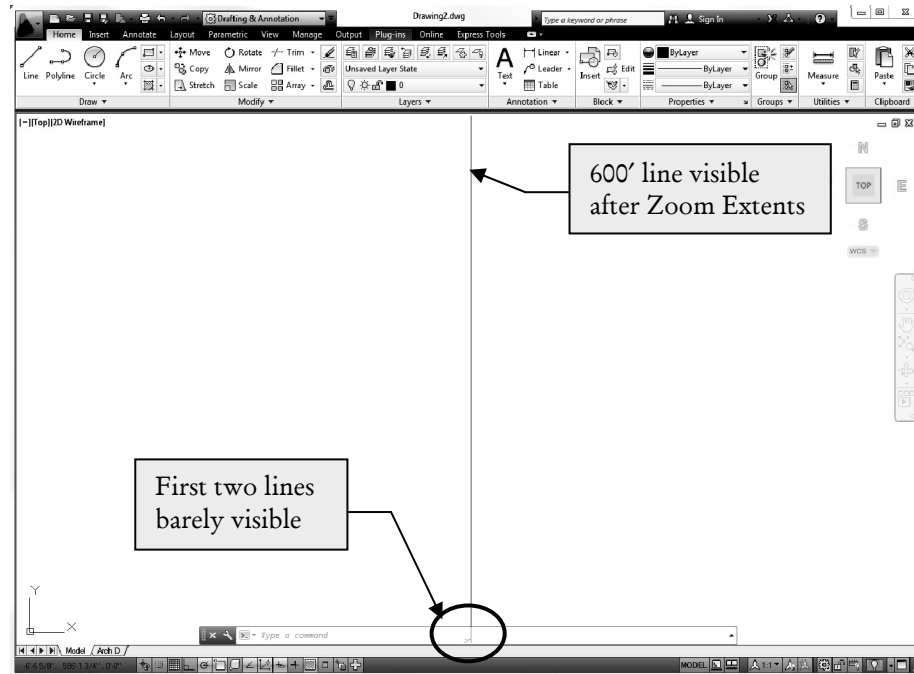 Drafting & Annotation
Drawing2.dwg
Type a keyword or phrase
Sign In
Home Insert Annotate Layout Parametric View Manage Output Plug-ins Online Express Tools
Line Polyline Circle Arc
Move Rotate Trim
Copy Mirror Fillet
Stretch Scale Array
Unsaved Layer State
0
Text
Linear
Leader
Table
Insert
Edit
ByLayer
ByLayer
ByLayer
Group
Measure
Paste
Draw Modify Layers Annotation Block Properties Groups Utilities Clipboard
[-][Top][2D Wireframe]
N
TOP E
S
WCS
600′ line visible
after Zoom Extents
First two lines
barely visible
Y
X
Type a command
Model Arch D
MODEL 1:1